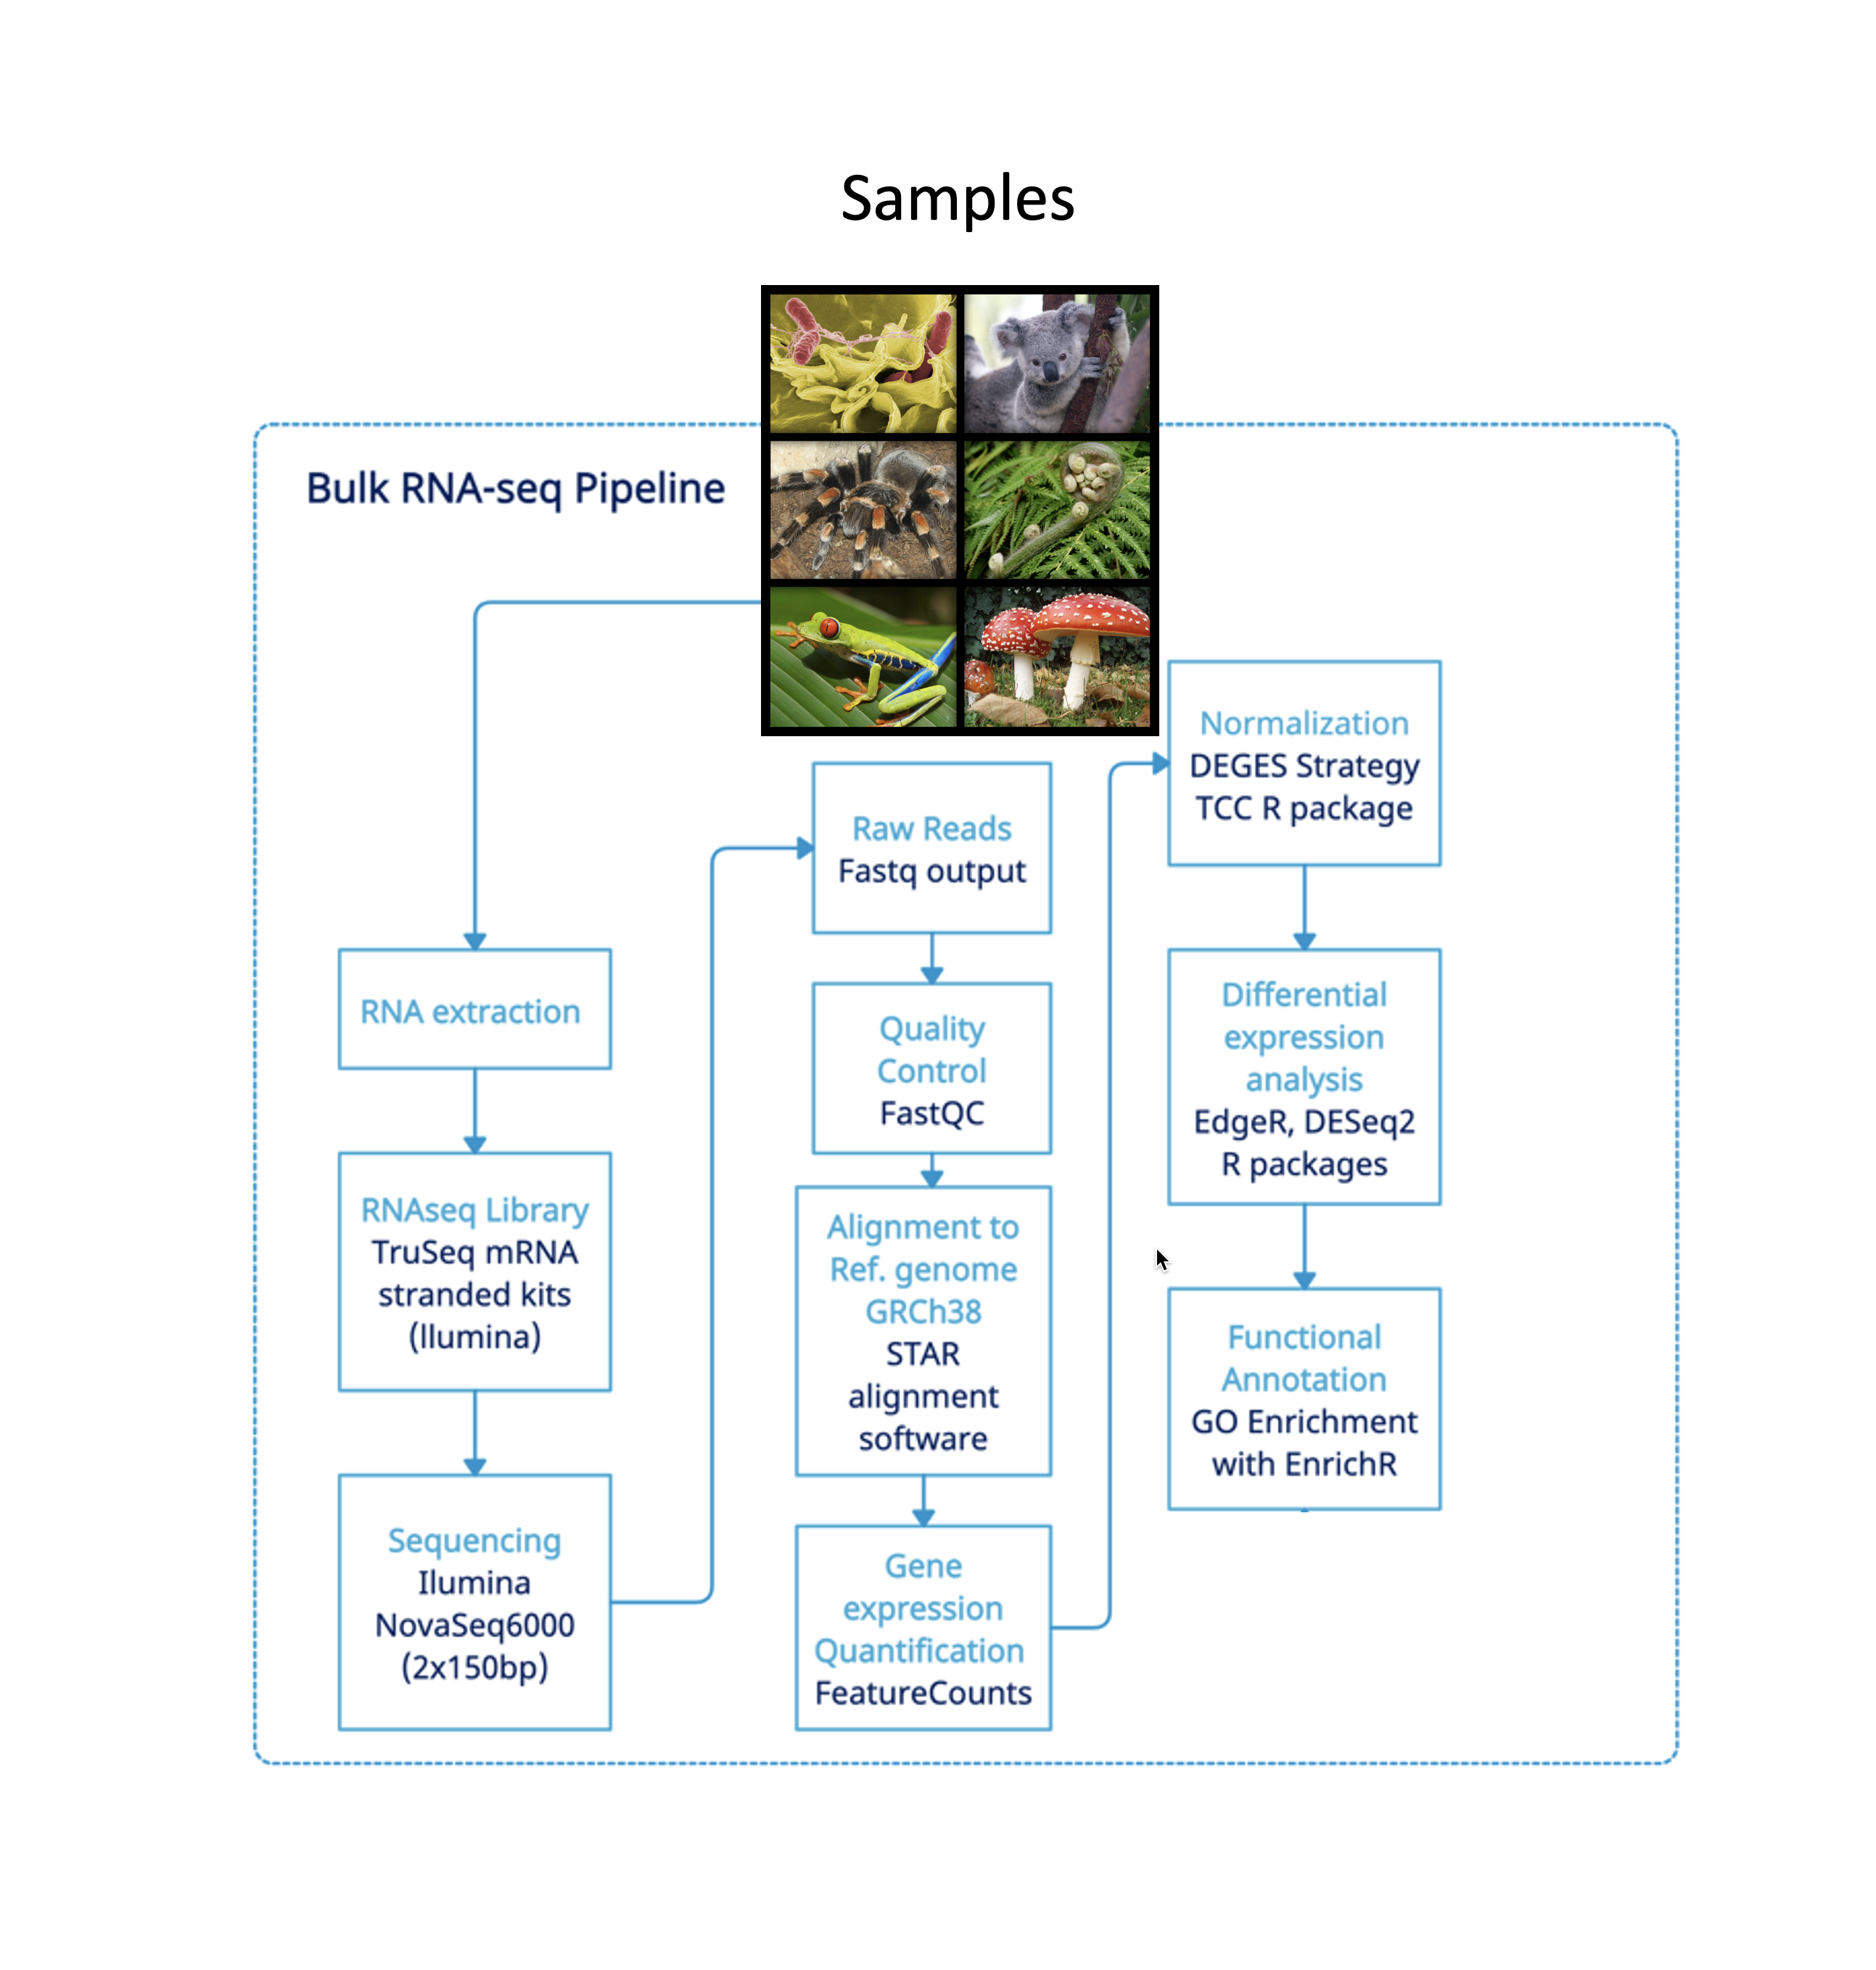 Samples
Bulk RNA-seq Pipeline
RNA extraction
RNAseq Library
TruSeq mRNA
stranded kits
(llumina)
Sequencing
Ilumina
NovaSeq6000
(2x150bp)
Raw Reads
Fastq output
Quality
Control
FastQC
Alignment to
Ref. genome
GRCh38
STAR
alignment
software
Gene
expression
Quantification
FeatureCounts
Normalization
DEGES Strategy
TCC R package
Differential
expression
analysis
EdgeR, DESeq2
R packages
Functional
Annotation
GO Enrichment
with EnrichR